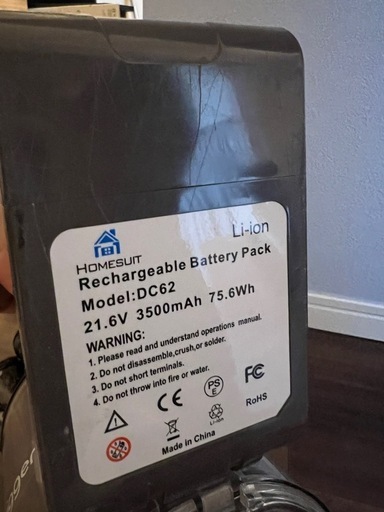 Li-ion
HOMESUIT
Rechargeable Battery Pack
Model:DC62
21.6V 3500mAh 75.6Wh
WARNING:
1. Please read and understand operations manual.
2. Do not disassemble,crush,or solder.
3. Do not short terminals.
4. Do not throw into fire or water.
CE
PS
E
FC
Li-ion
RoHS
Made in China